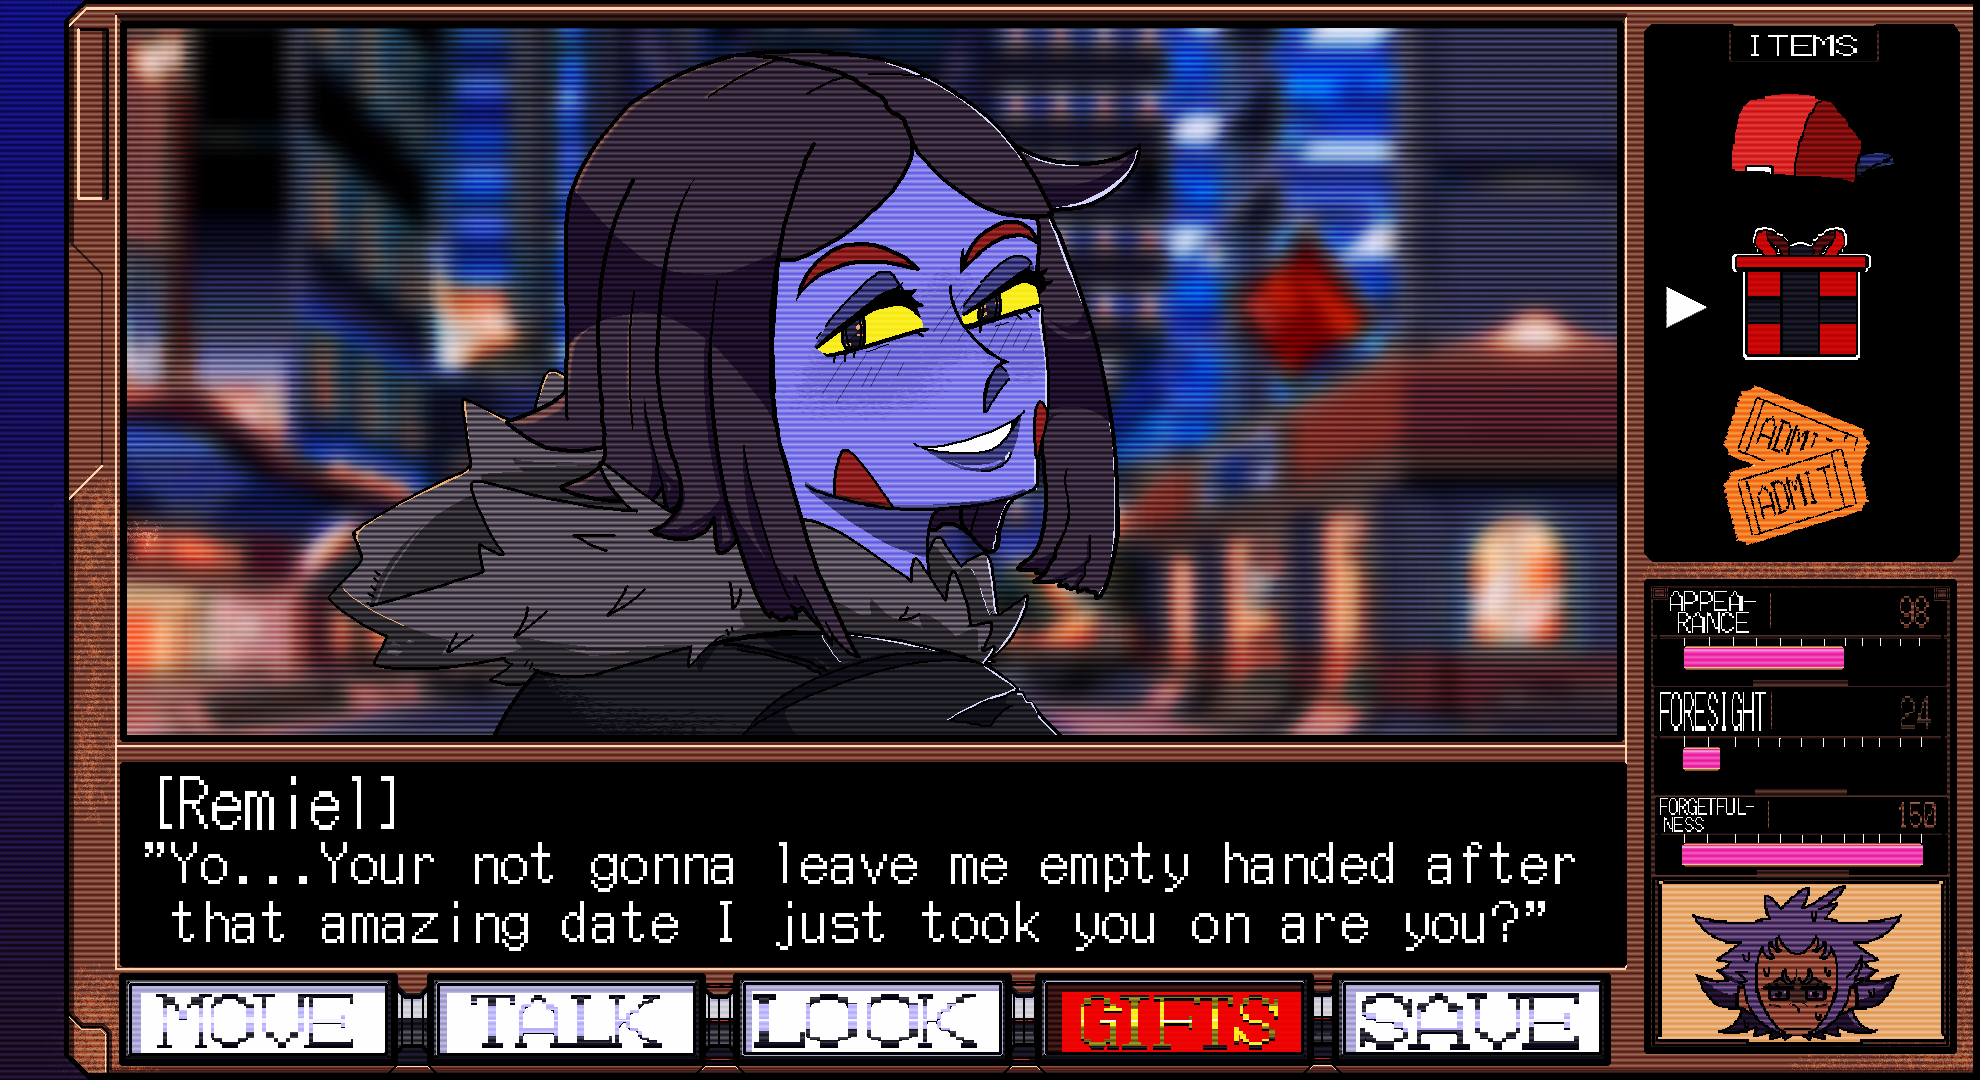 ITEMS
ADMI
ADMIT
APPEA-
RANCE
98
FORESIGHT
24
FORGETFUL-
NESS
150
[Remiel]
"Yo...Your not gonna leave me empty handed after
that amazing date I just took you on are you?"
MOVE
TALK
LOOK
GIFTS
SAVE